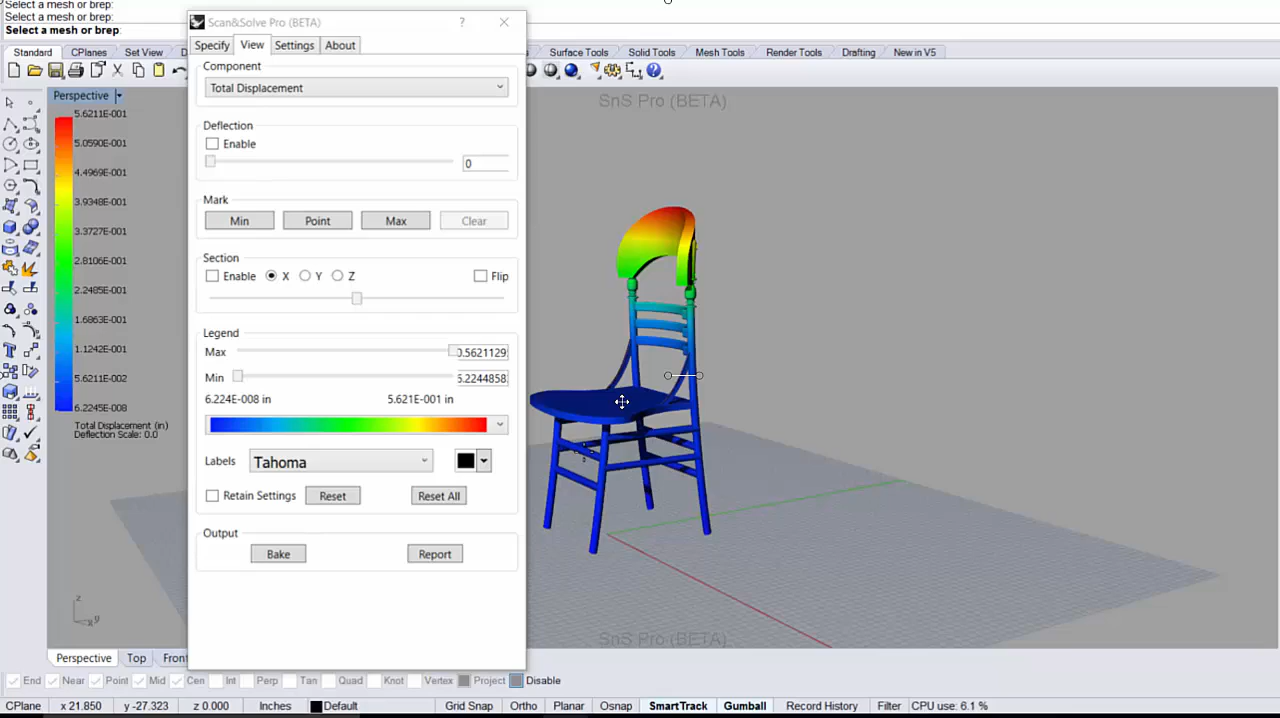 Select a mesh or brep:
Select a mesh or brep:
Select a mesh or brep:
Scan&Solve Pro (BETA)
?
Specify View Settings About
Component
Total Displacement
Deflection
Enable
0
Mark
Min Point Max Clear
Section
Enable X Y Z Flip
Legend
Max 0.5621129
Min 6.2244858
6.224E-008 in 5.621E-001 in
Labels Tahoma
Retain Settings Reset Reset All
Output
Bake Report
Standard CPlanes Set View
Surface Tools Solid Tools Mesh Tools Render Tools Drafting New in V5
Perspective
5.6211E-001
5.0590E-001
4.4969E-001
3.9348E-001
3.3727E-001
2.8106E-001
2.2485E-001
1.6863E-001
1.1242E-001
5.6211E-002
6.2245E-008
Total Displacement (in)
Deflection Scale: 0.0
SnS Pro (BETA)
SnS Pro (BETA)
z
Perspective Top Front
End Near Point Mid Cen Int Perp Tan Quad Knot Vertex Project Disable
CPlane x 21.850 y -27.323 z 0.000 Inches Default Grid Snap Ortho Planar Osnap SmartTrack Gumball Record History Filter CPU use: 6.1 %